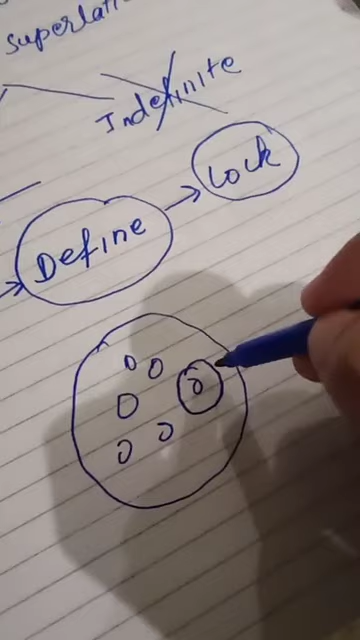 superlati
Indefinite
Define → Lock